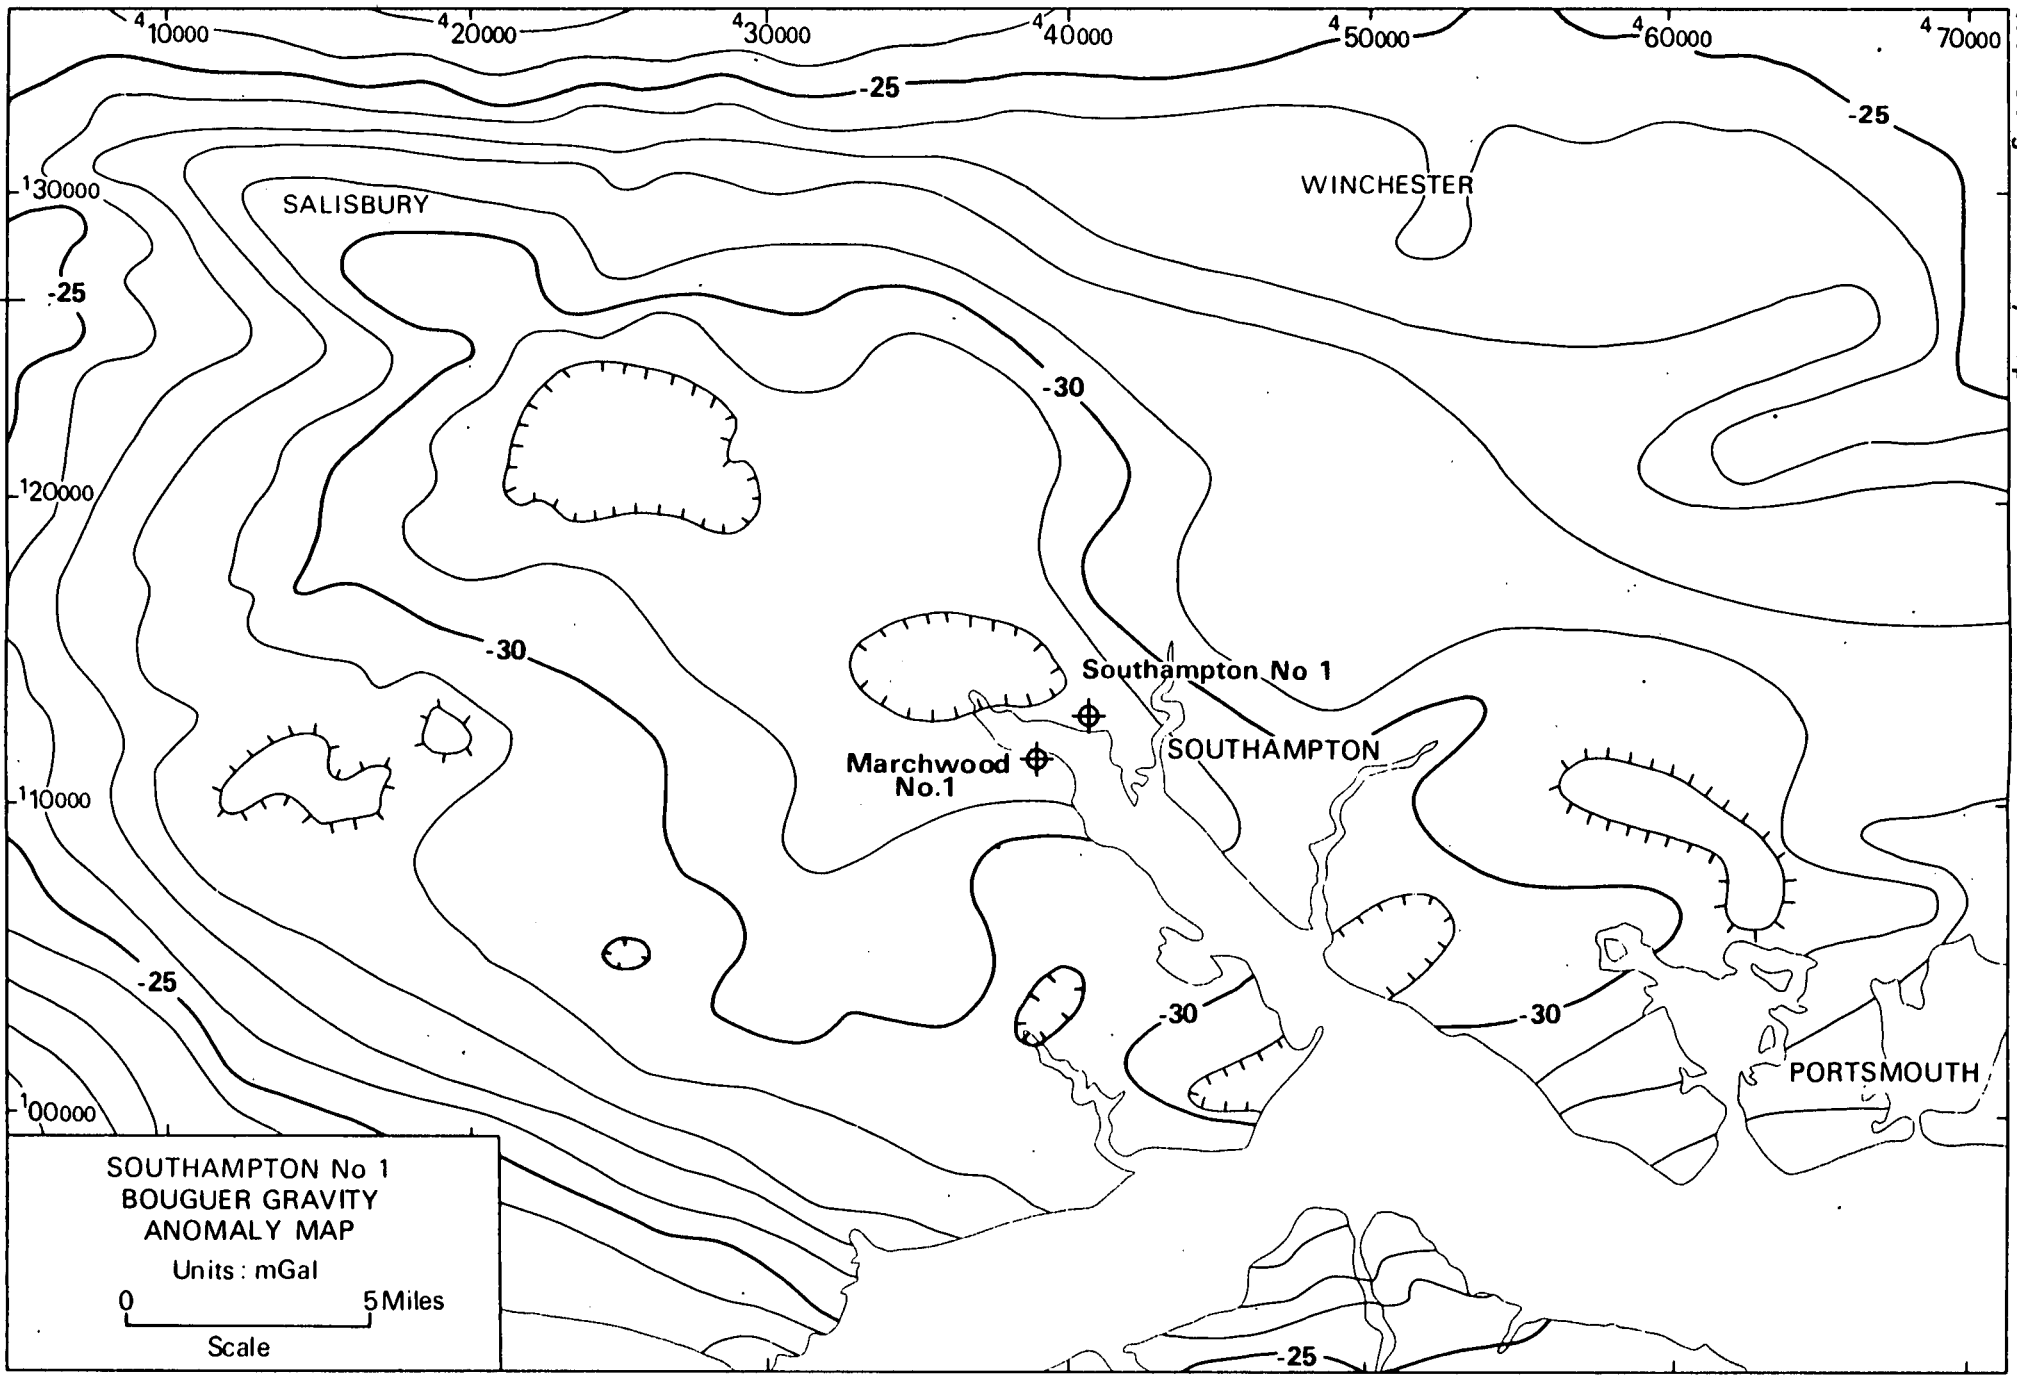 410000 420000 430000 440000 450000 460000 470000
-25
-25
130000
SALISBURY
WINCHESTER
-25
-30
120000
-30
Southampton No 1
SOUTHAMPTON
Marchwood
No.1
110000
-25
-30
-30
PORTSMOUTH
100000
SOUTHAMPTON No 1
BOUGUER GRAVITY
ANOMALY MAP
Units : mGal
0 5 Miles
Scale
-25